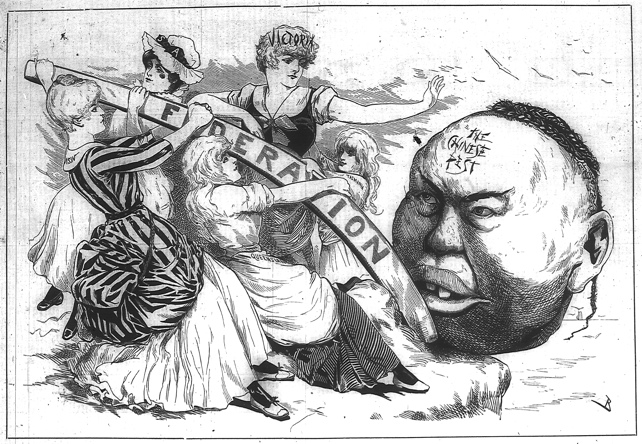 VICTORIA
FEDERATION
THE
CHINESE
PEST